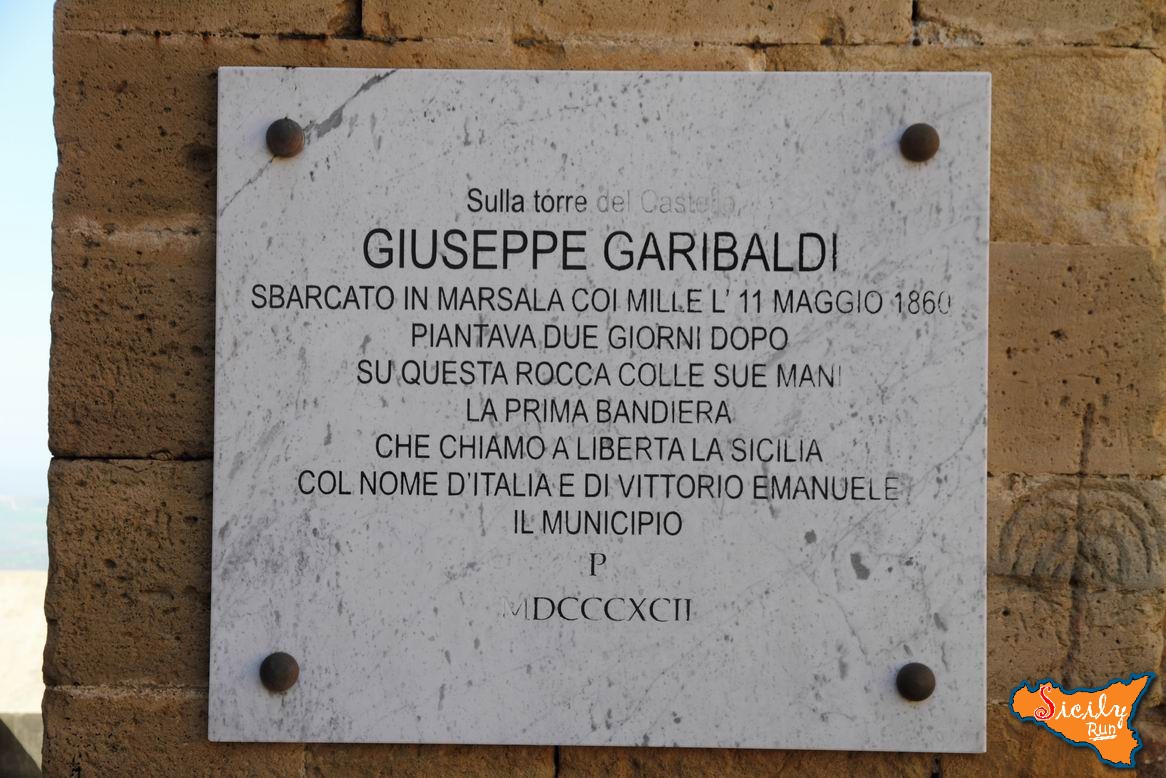 Sulla torre del Castello
GIUSEPPE GARIBALDI
SBARCATO IN MARSALA COI MILLE L' 11 MAGGIO 1860
PIANTAVA DUE GIORNI DOPO
SU QUESTA ROCCA COLLE SUE MANI
LA PRIMA BANDIERA
CHE CHIAMO A LIBERTA LA SICILIA
COL NOME D'ITALIA E DI VITTORIO EMANUELE
IL MUNICIPIO
P
MDCCCXCII
Sicily
Run